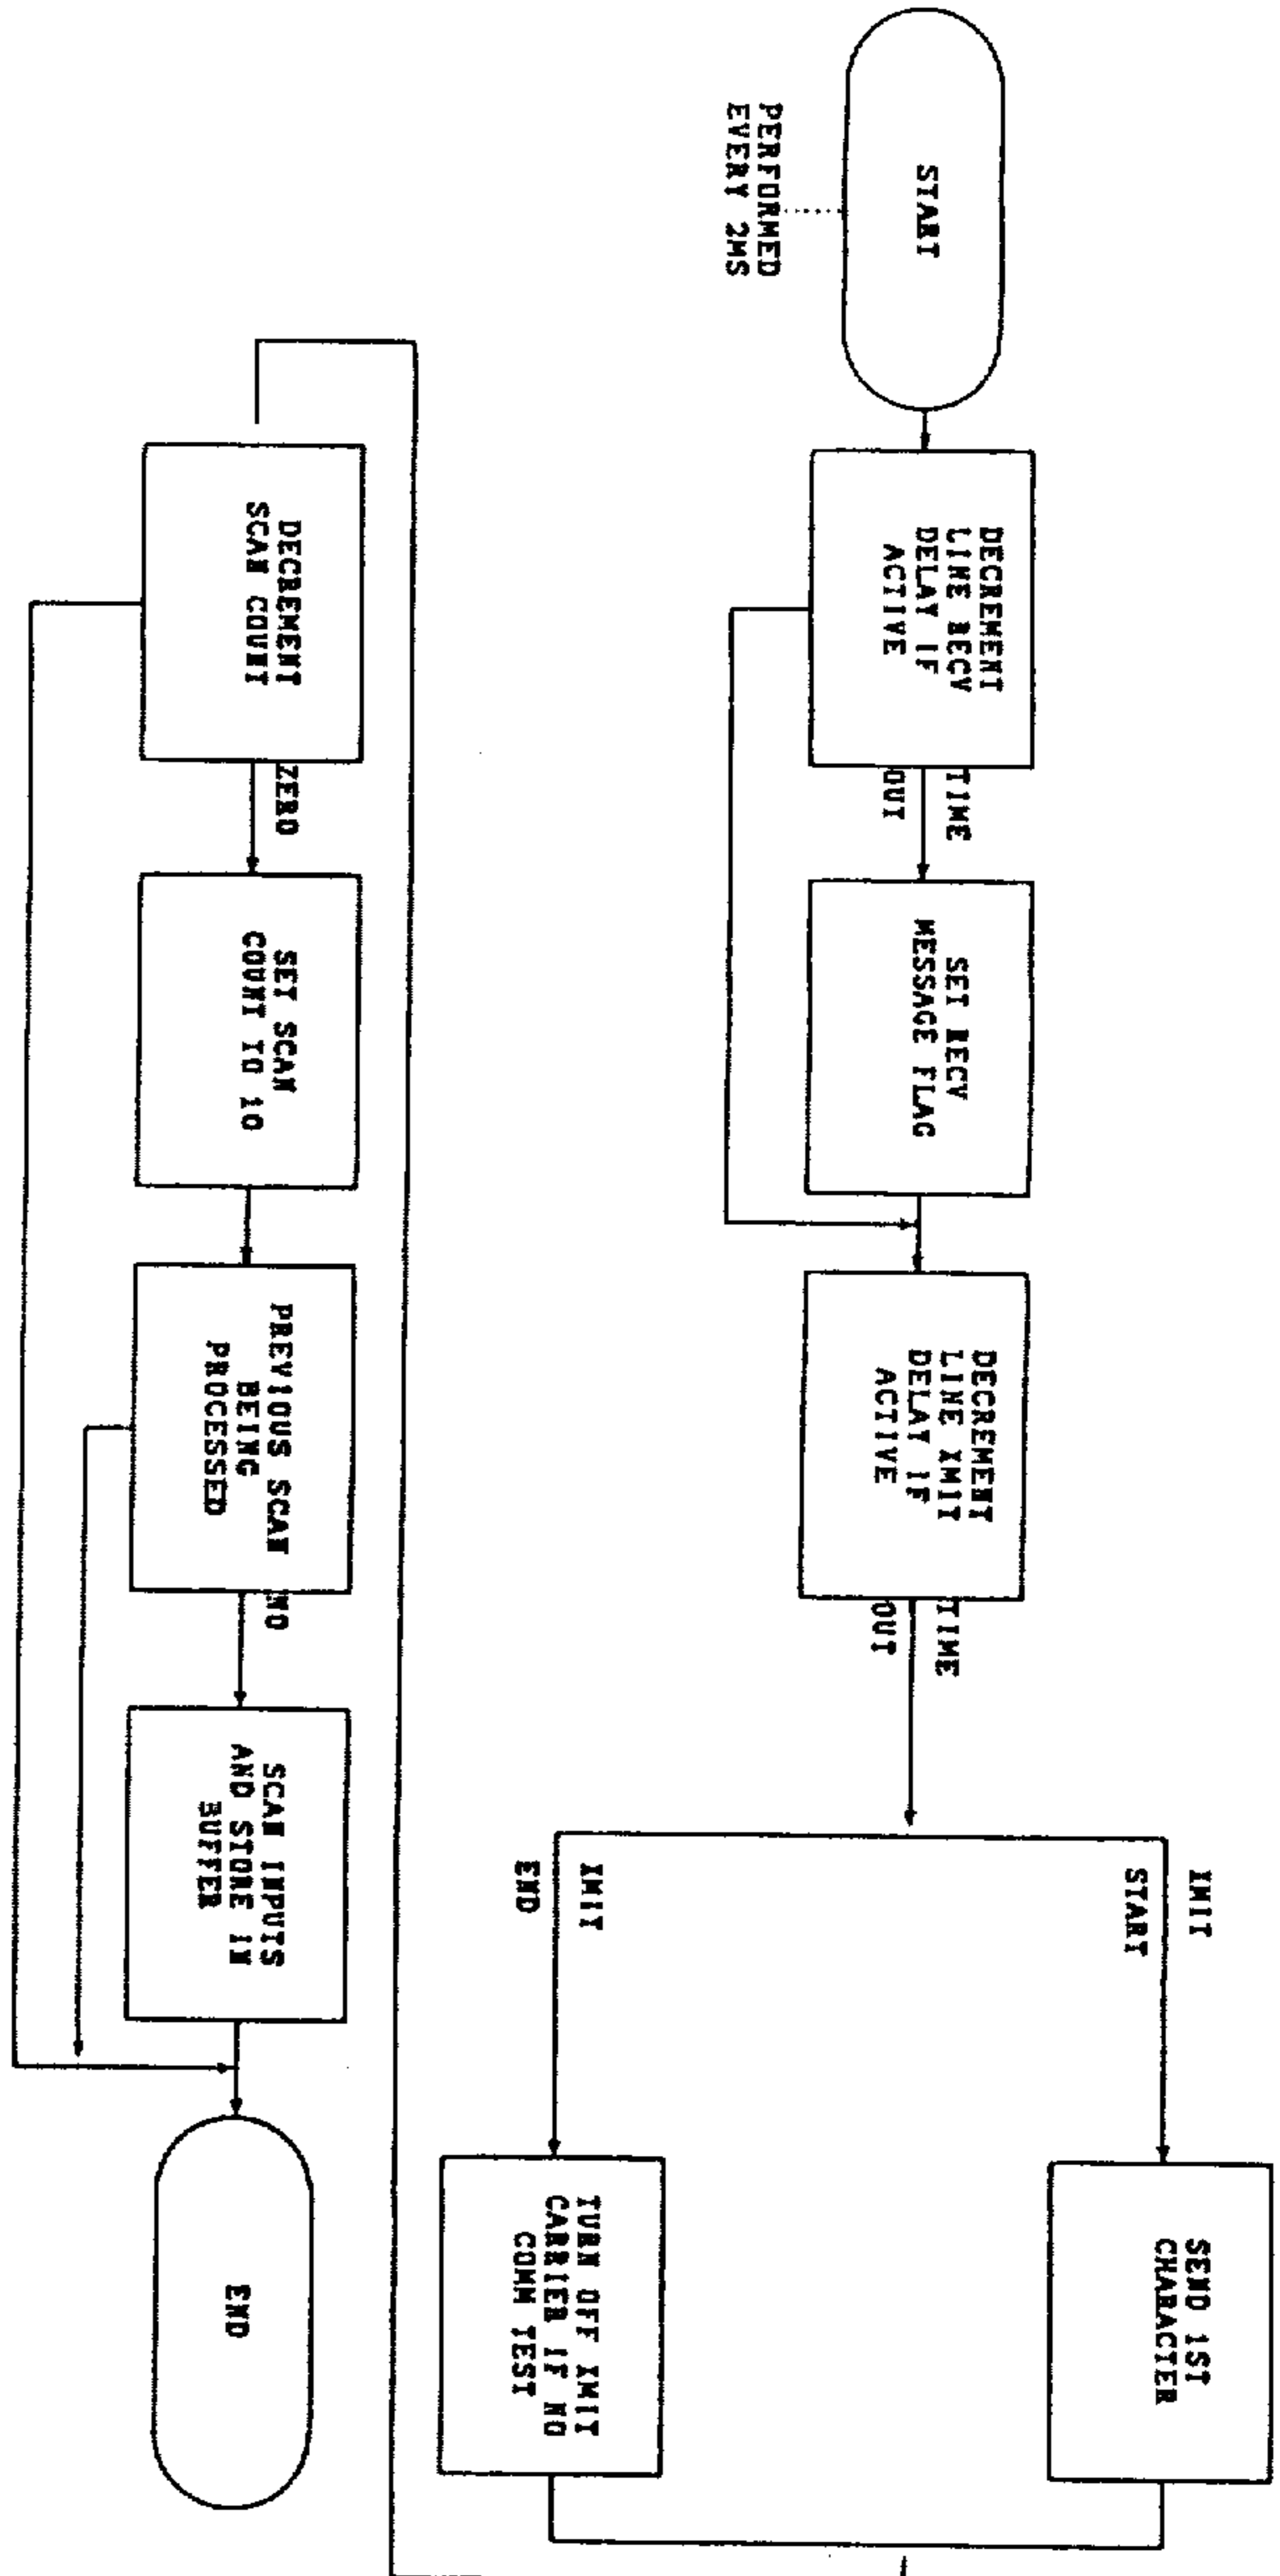 START
PERFORMED
EVERY 2MS
DECREMENT
LINE RECV
DELAY IF
ACTIVE
TIME
OUT
SET RECV
MESSAGE FLAG
DECREMENT
LINE XMIT
DELAY IF
ACTIVE
TIME
OUT
XMIT
START
SEND 1ST
CHARACTER
XMIT
END
TURN OFF XMIT
CARRIER IF NO
COMM TEST
DECREMENT
SCAN COUNT
ZERO
SET SCAN
COUNT TO 10
PREVIOUS SCAN
BEING
PROCESSED
NO
SCAN INPUTS
AND STORE IN
BUFFER
END